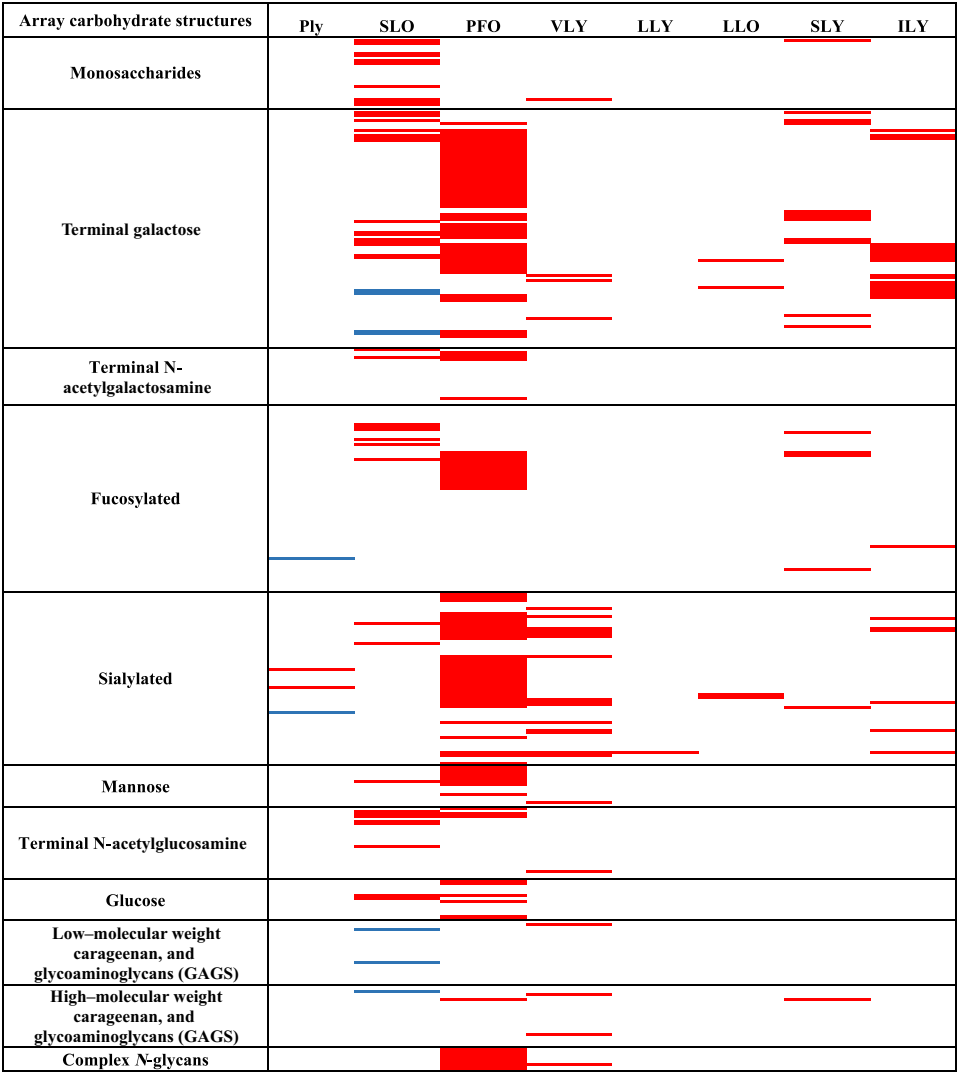 Array carbohydrate structures Ply SLO PFO VLY LLY LLO SLY ILY
Monosaccharides
Terminal galactose
Terminal N-
acetylgalactosamine
Fucosylated
Sialylated
Mannose
Terminal N-acetylglucosamine
Glucose
Low–molecular weight
carageenan, and
glycoaminoglycans (GAGS)
High–molecular weight
carageenan, and
glycoaminoglycans (GAGS)
Complex N-glycans